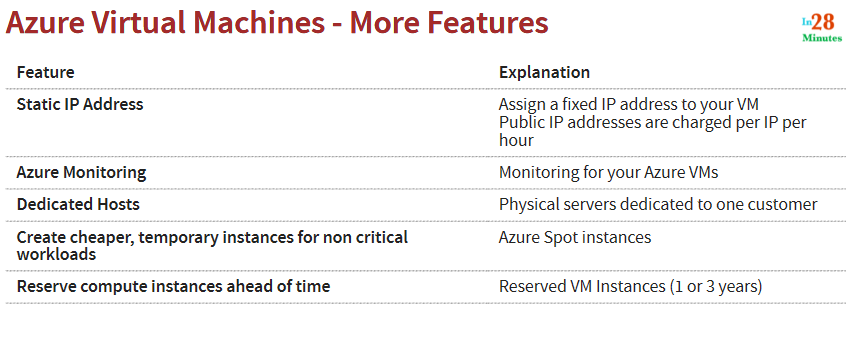 Azure Virtual Machines - More Features
In28
Minutes
Feature
Explanation
Static IP Address
Assign a fixed IP address to your VM
Public IP addresses are charged per IP per
hour
Azure Monitoring
Monitoring for your Azure VMs
Dedicated Hosts
Physical servers dedicated to one customer
Create cheaper, temporary instances for non critical
workloads
Azure Spot instances
Reserve compute instances ahead of time
Reserved VM Instances (1 or 3 years)